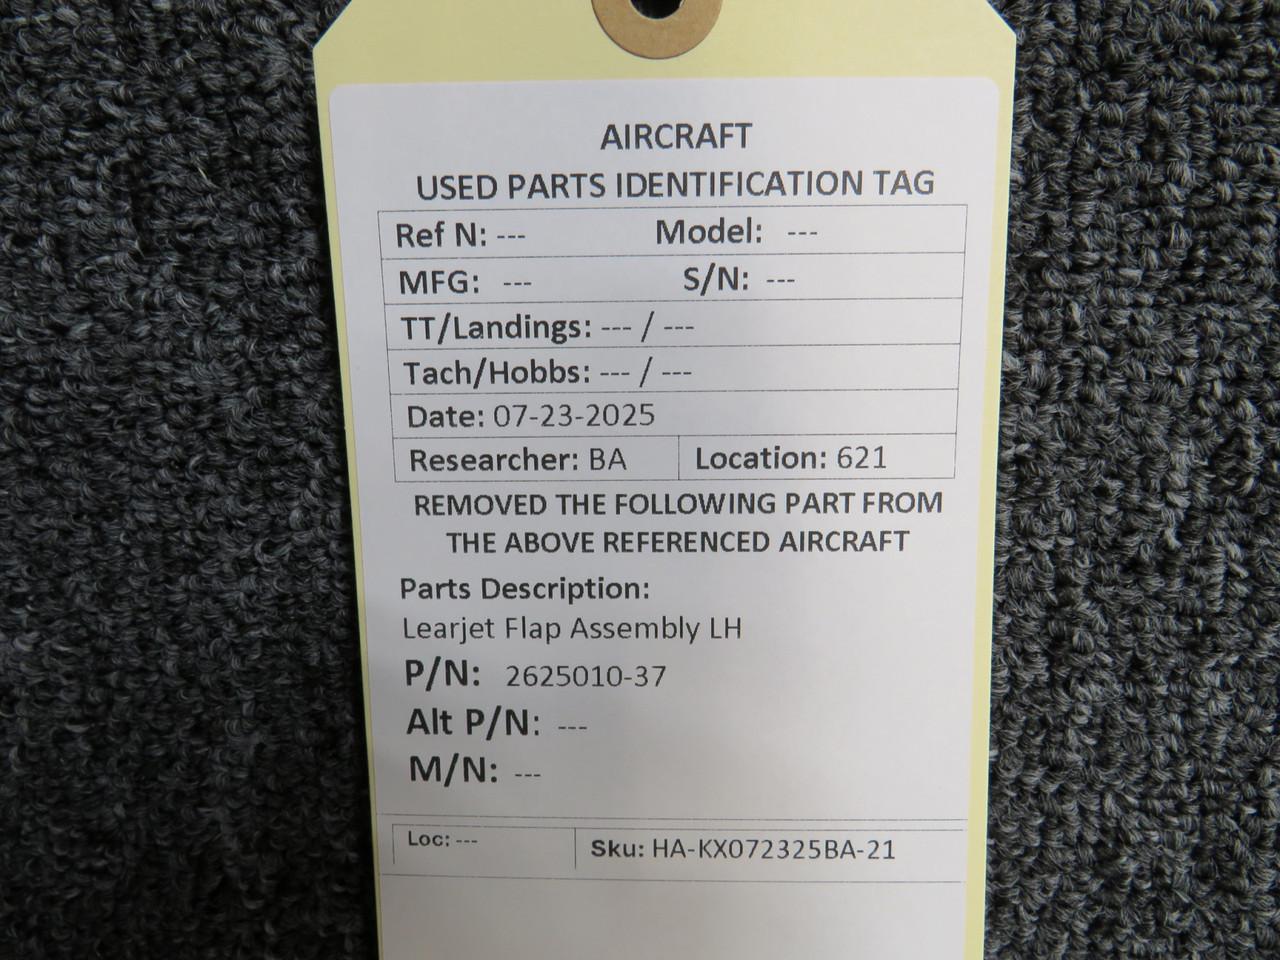 AIRCRAFT
USED PARTS IDENTIFICATION TAG
Ref N: --- Model: ---
MFG: --- S/N: ---
TT/Landings: --- / ---
Tach/Hobbs: --- / ---
Date: 07-23-2025
Researcher: BA Location: 621
REMOVED THE FOLLOWING PART FROM
THE ABOVE REFERENCED AIRCRAFT
Parts Description:
Learjet Flap Assembly LH
P/N: 2625010-37
Alt P/N: ---
M/N: ---
Loc: --- Sku: HA-KX072325BA-21